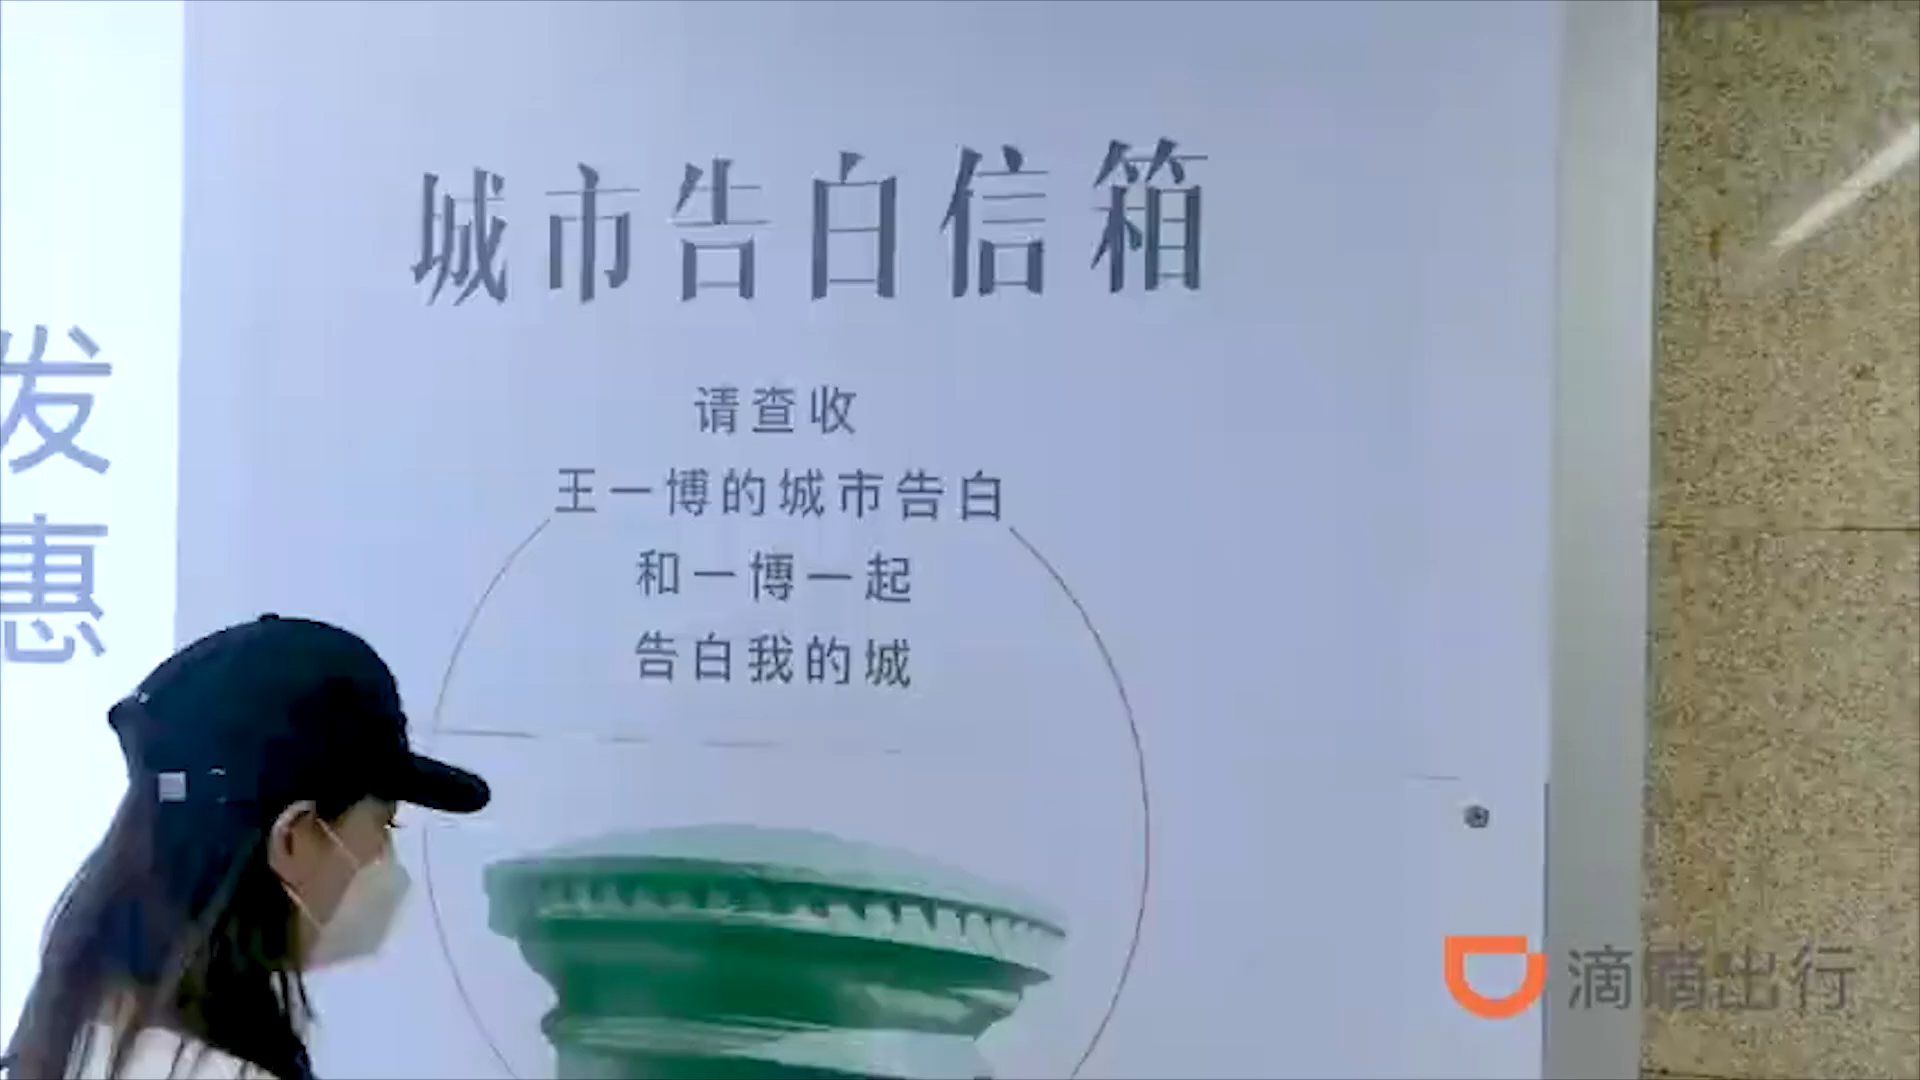 城市告白信箱
请查收
王一博的城市告白
和一博一起
告白我的城
发
惠
滴滴出行